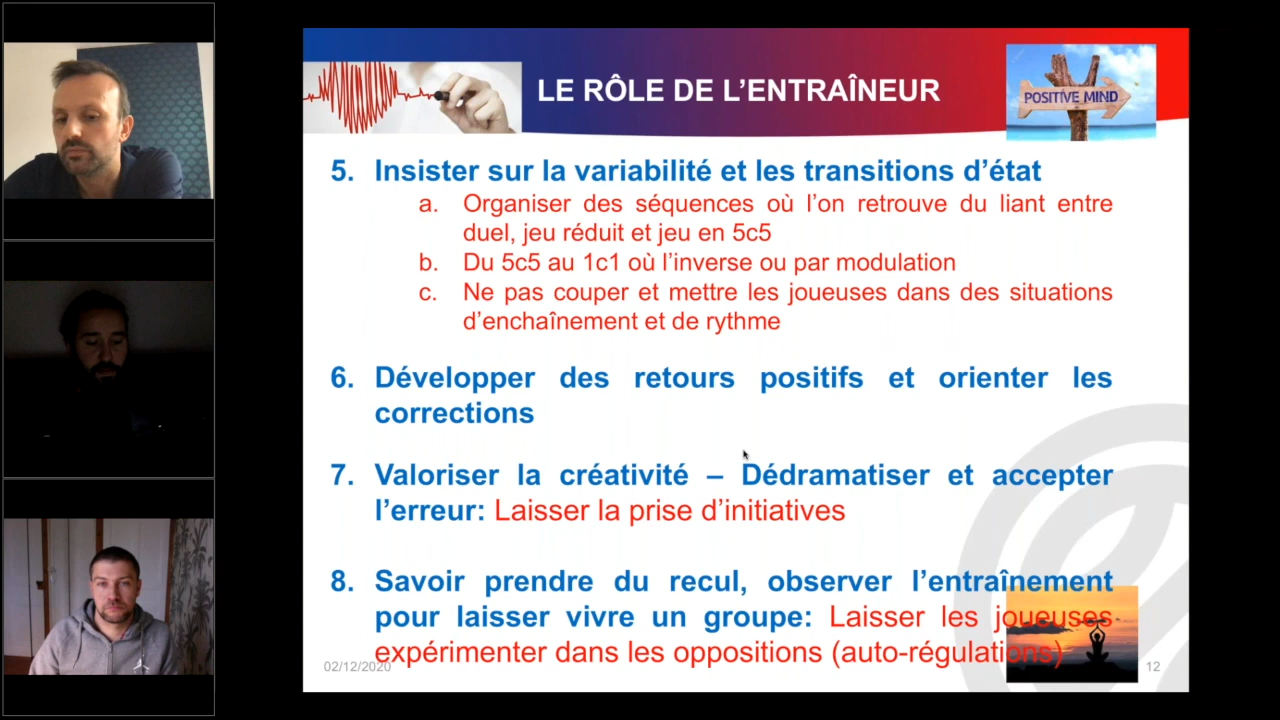 LE RÔLE DE L’ENTRAÎNEUR
POSITIVE MIND
5. Insister sur la variabilité et les transitions d’état
a. Organiser des séquences où l’on retrouve du liant entre
duel, jeu réduit et jeu en 5c5
b. Du 5c5 au 1c1 où l’inverse ou par modulation
c. Ne pas couper et mettre les joueuses dans des situations
d’enchaînement et de rythme
6. Développer des retours positifs et orienter les
corrections
7. Valoriser la créativité – Dédramatiser et accepter
l’erreur: Laisser la prise d’initiatives
8. Savoir prendre du recul, observer l’entraînement
pour laisser vivre un groupe: Laisser les joueuses
expérimenter dans les oppositions (auto-régulations)
02/12/2020
12